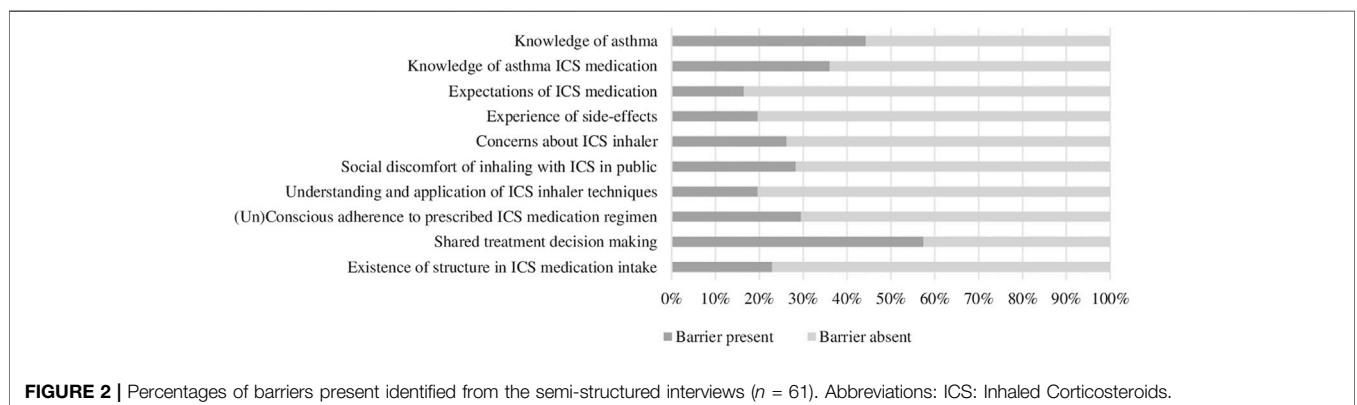 Knowledge of asthma
Knowledge of asthma ICS medication
Expectations of ICS medication
Experience of side-effects
Concerns about ICS inhaler
Social discomfort of inhaling with ICS in public
Understanding and application of ICS inhaler techniques
(Un)Conscious adherence to prescribed ICS medication regimen
Shared treatment decision making
Existence of structure in ICS medication intake
0% 10% 20% 30% 40% 50% 60% 70% 80% 90% 100%
Barrier present Barrier absent
FIGURE 2 | Percentages of barriers present identified from the semi-structured interviews (n = 61). Abbreviations: ICS: Inhaled Corticosteroids.